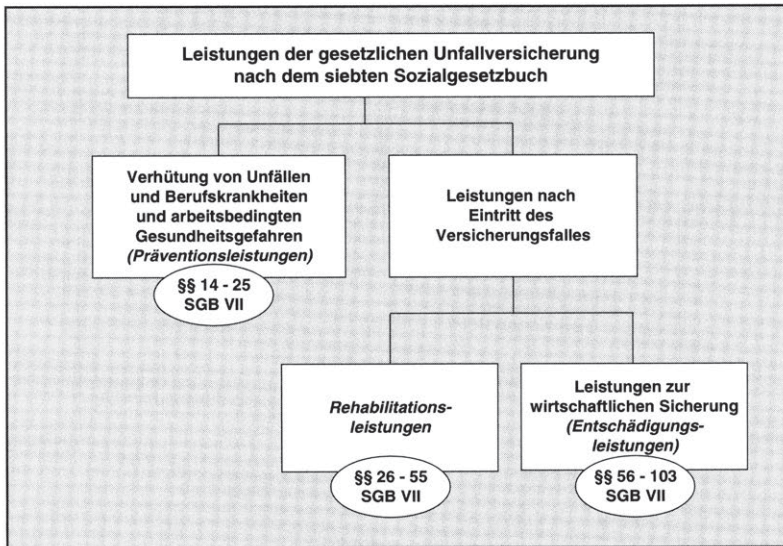 Leistungen der gesetzlichen Unfallversicherung
nach dem siebten Sozialgesetzbuch
Verhütung von Unfällen
und Berufskrankheiten
und arbeitsbedingten
Gesundheitsgefahren
(Präventionsleistungen)
§§ 14 - 25
SGB VII
Leistungen nach
Eintritt des
Versicherungsfalles
Rehabilitations-
leistungen
§§ 26 - 55
SGB VII
Leistungen zur
wirtschaftlichen Sicherung
(Entschädigungs-
leistungen)
§§ 56 - 103
SGB VII